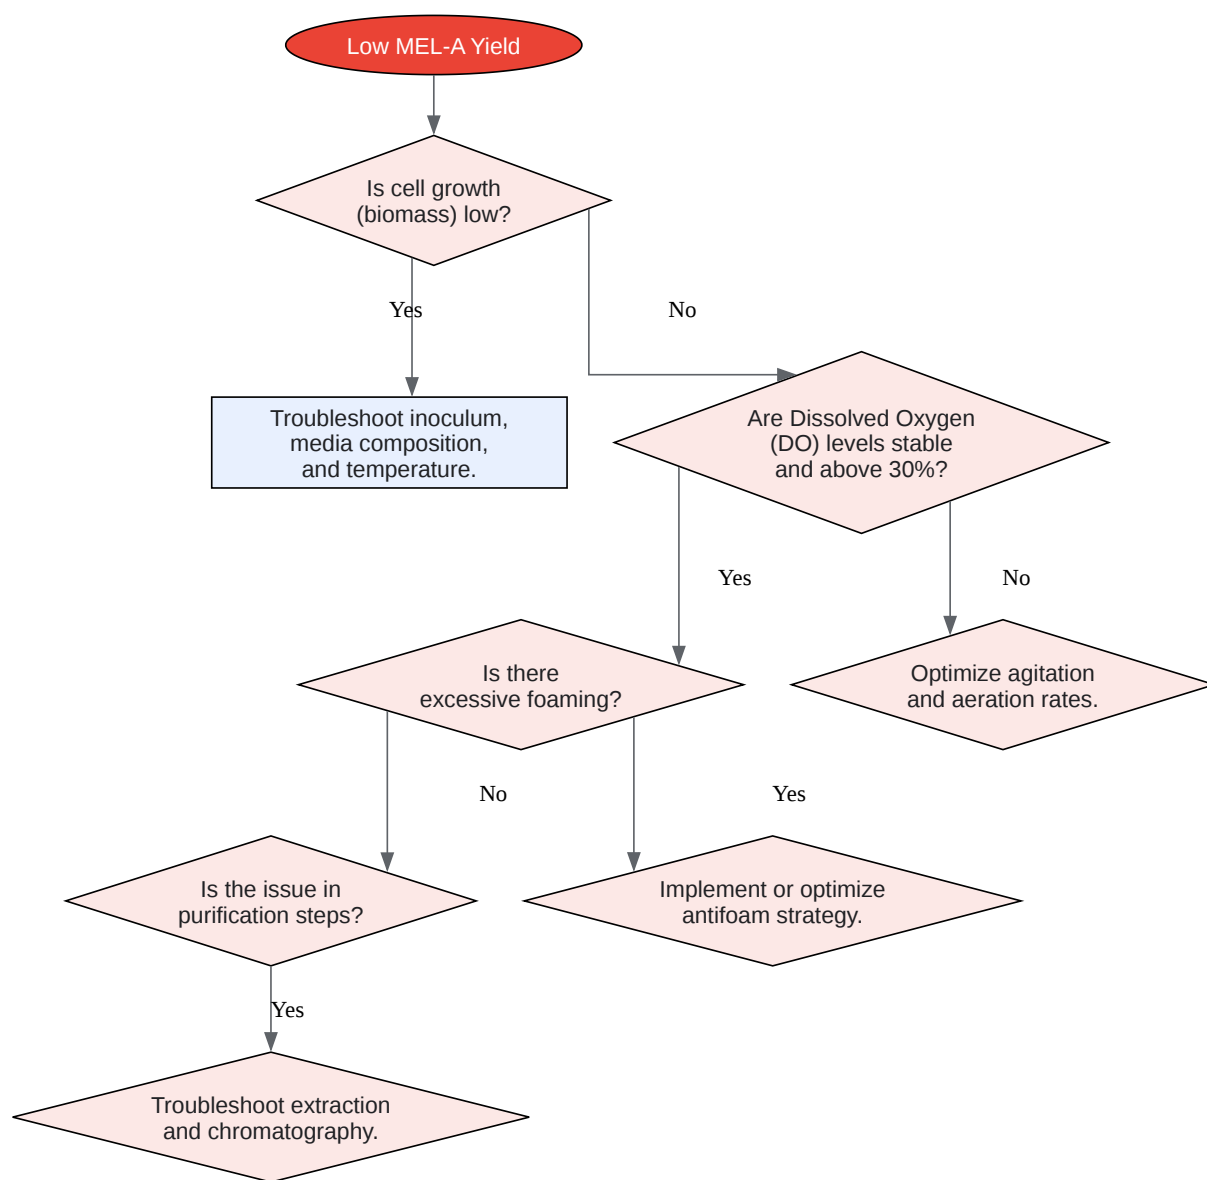 Low MEL-A Yield
Is cell growth
(biomass) low?
Yes
No
Troubleshoot inoculum,
media composition,
and temperature.
Are Dissolved Oxygen
(DO) levels stable
and above 30%?
Yes
No
Is there
excessive foaming?
Optimize agitation
and aeration rates.
No
Yes
Is the issue in
purification steps?
Implement or optimize
antifoam strategy.
Yes
Troubleshoot extraction
and chromatography.